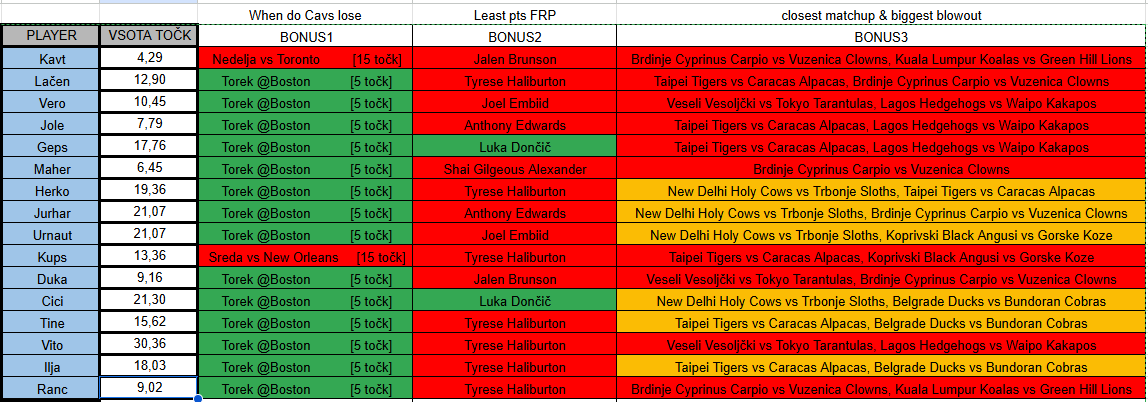 When do Cavs lose Least pts FRP closest matchup & biggest blowout
PLAYER VSOTA TOČK BONUS1 BONUS2 BONUS3
Kavt 4,29 Nedelja vs Toronto [15 točk] Jalen Brunson Brdinje Cyprinus Carpio vs Vuzenica Clowns, Kuala Lumpur Koalas vs Green Hill Lions
Lačen 12,90 Torek @Boston [5 točk] Tyrese Haliburton Taipei Tigers vs Caracas Alpacas, Brdinje Cyprinus Carpio vs Vuzenica Clowns
Vero 10,45 Torek @Boston [5 točk] Joel Embiid Veseli Vesoljčki vs Tokyo Tarantulas, Lagos Hedgehogs vs Waipo Kakapos
Jole 7,79 Torek @Boston [5 točk] Anthony Edwards Taipei Tigers vs Caracas Alpacas, Lagos Hedgehogs vs Waipo Kakapos
Geps 17,76 Torek @Boston [5 točk] Luka Dončič Taipei Tigers vs Caracas Alpacas, Lagos Hedgehogs vs Waipo Kakapos
Maher 6,45 Torek @Boston [5 točk] Shai Gilgeous Alexander Brdinje Cyprinus Carpio vs Vuzenica Clowns
Herko 19,36 Torek @Boston [5 točk] Tyrese Haliburton New Delhi Holy Cows vs Trbonje Sloths, Taipei Tigers vs Caracas Alpacas
Jurhar 21,07 Torek @Boston [5 točk] Anthony Edwards New Delhi Holy Cows vs Trbonje Sloths, Brdinje Cyprinus Carpio vs Vuzenica Clowns
Urnaut 21,07 Torek @Boston [5 točk] Joel Embiid New Delhi Holy Cows vs Trbonje Sloths, Koprivski Black Angusi vs Gorske Koze
Kups 13,36 Sreda vs New Orleans [15 točk] Tyrese Haliburton Taipei Tigers vs Caracas Alpacas, Koprivski Black Angusi vs Gorske Koze
Duka 9,16 Torek @Boston [5 točk] Jalen Brunson Veseli Vesoljčki vs Tokyo Tarantulas, Brdinje Cyprinus Carpio vs Vuzenica Clowns
Cici 21,30 Torek @Boston [5 točk] Luka Dončič New Delhi Holy Cows vs Trbonje Sloths, Belgrade Ducks vs Bundoran Cobras
Tine 15,62 Torek @Boston [5 točk] Tyrese Haliburton Taipei Tigers vs Caracas Alpacas, Belgrade Ducks vs Bundoran Cobras
Vito 30,36 Torek @Boston [5 točk] Tyrese Haliburton Veseli Vesoljčki vs Tokyo Tarantulas, Lagos Hedgehogs vs Waipo Kakapos
Ilja 18,03 Torek @Boston [5 točk] Tyrese Haliburton Taipei Tigers vs Caracas Alpacas, Belgrade Ducks vs Bundoran Cobras
Ranc 9,02 Torek @Boston [5 točk] Tyrese Haliburton Brdinje Cyprinus Carpio vs Vuzenica Clowns, Kuala Lumpur Koalas vs Green Hill Lions